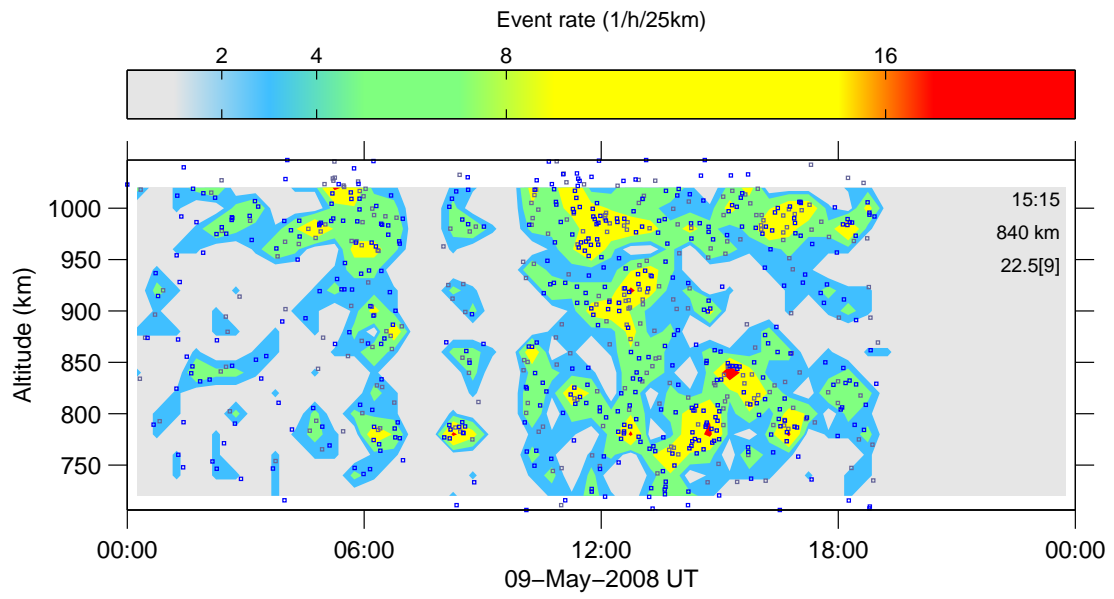 Event rate (1/h/25km)
2 4 8 16
1000
950
900
850
800
750
Altitude (km)
15:15
840 km
22.5[9]
00:00 06:00 12:00 18:00 00:00
09−May−2008 UT